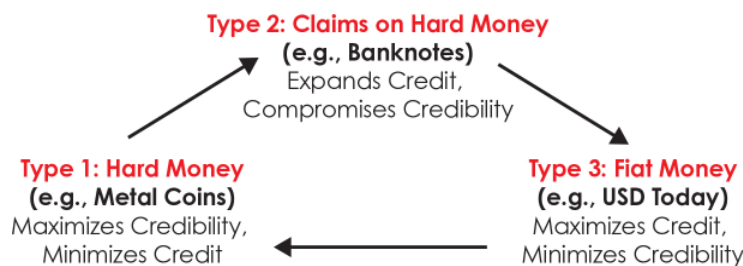 Type 2: Claims on Hard Money
(e.g., Banknotes)
Expands Credit,
Compromises Credibility
Type 1: Hard Money
(e.g., Metal Coins)
Maximizes Credibility,
Minimizes Credit
Type 3: Fiat Money
(e.g., USD Today)
Maximizes Credit,
Minimizes Credibility